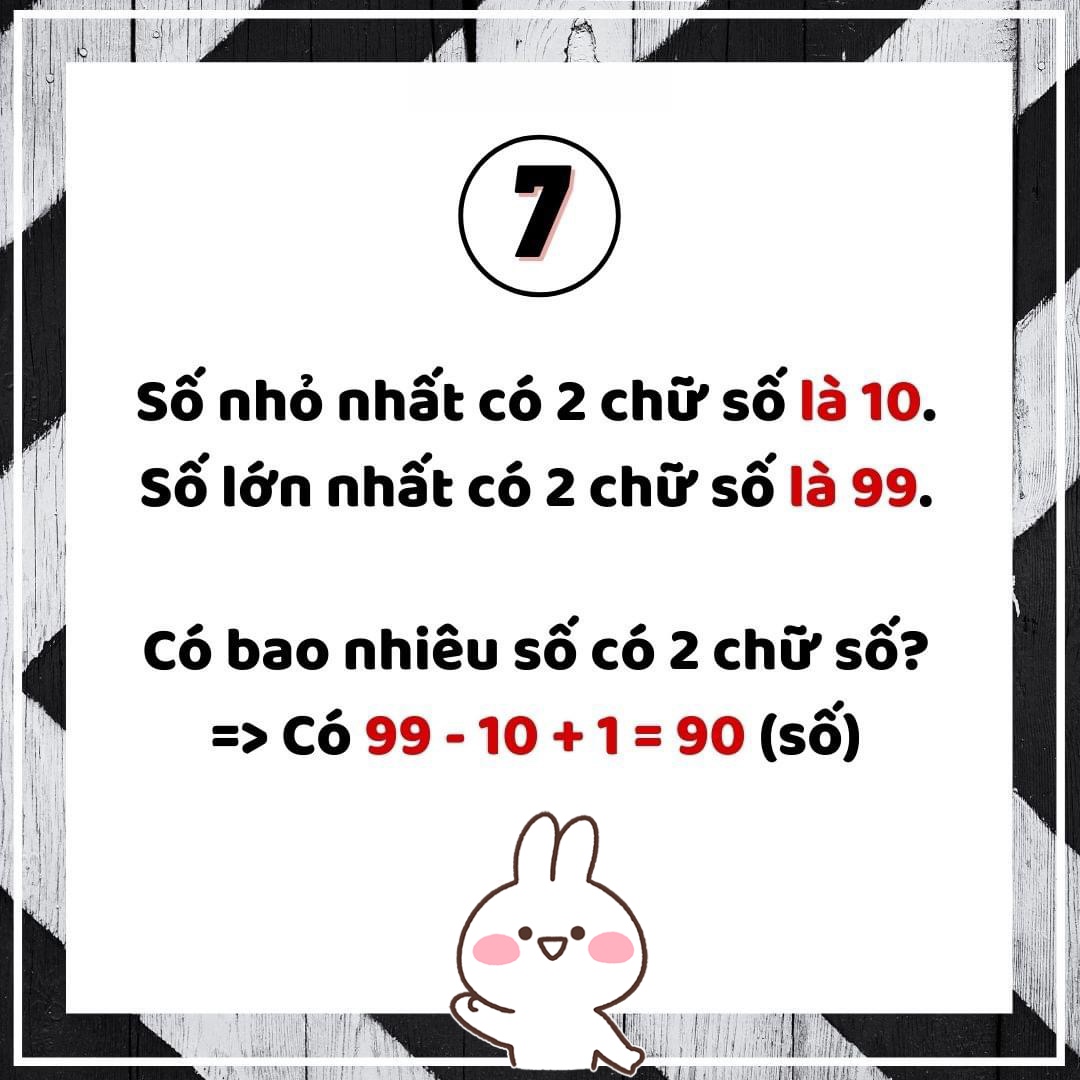 7
Số nhỏ nhất có 2 chữ số là 10.
Số lớn nhất có 2 chữ số là 99.
Có bao nhiêu số có 2 chữ số?
=> Có 99 - 10 + 1 = 90 (số)